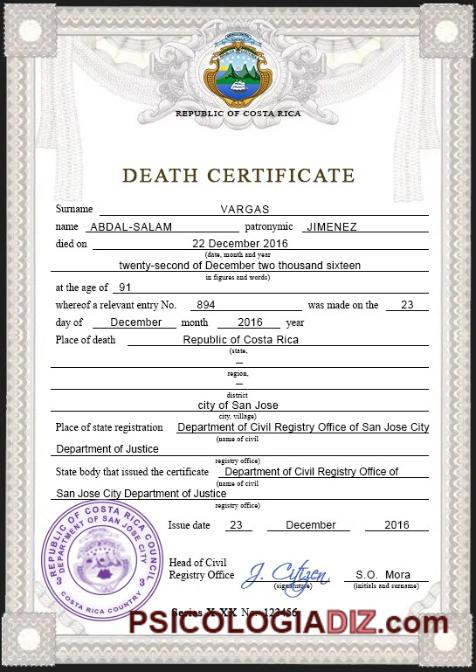 REPUBLIC OF COSTA RICA
DEATH CERTIFICATE
Surname VARGAS
name ABDAL-SALAM patronymic JIMENEZ
died on 22 December 2016
(date, month and year
twenty-second of December two thousand sixteen
in figures and words)
at the age of 91
whereof a relevant entry No. 894 was made on the 23
day of December month 2016 year
Place of death Republic of Costa Rica
(state,
—
region,
—
district
city of San Jose
city, village)
Place of state registration Department of Civil Registry Office of San Jose City
(name of civil
Department of Justice
registry office)
State body that issued the certificate Department of Civil Registry Office of
(name of civil
San Jose City Department of Justice
registry office)
Issue date 23 December 2016
Head of Civil
Registry Office J. Citizen S.O. Mora
(signature) (initials and surname)
REPUBLIC OF COSTA RICA COUNCIL
DEPARTMENT OF SAN JOSE CITY
COSTA RICA COUNTRY
Series X-XX No. 123456
PSICOLOGIADIZ.COM